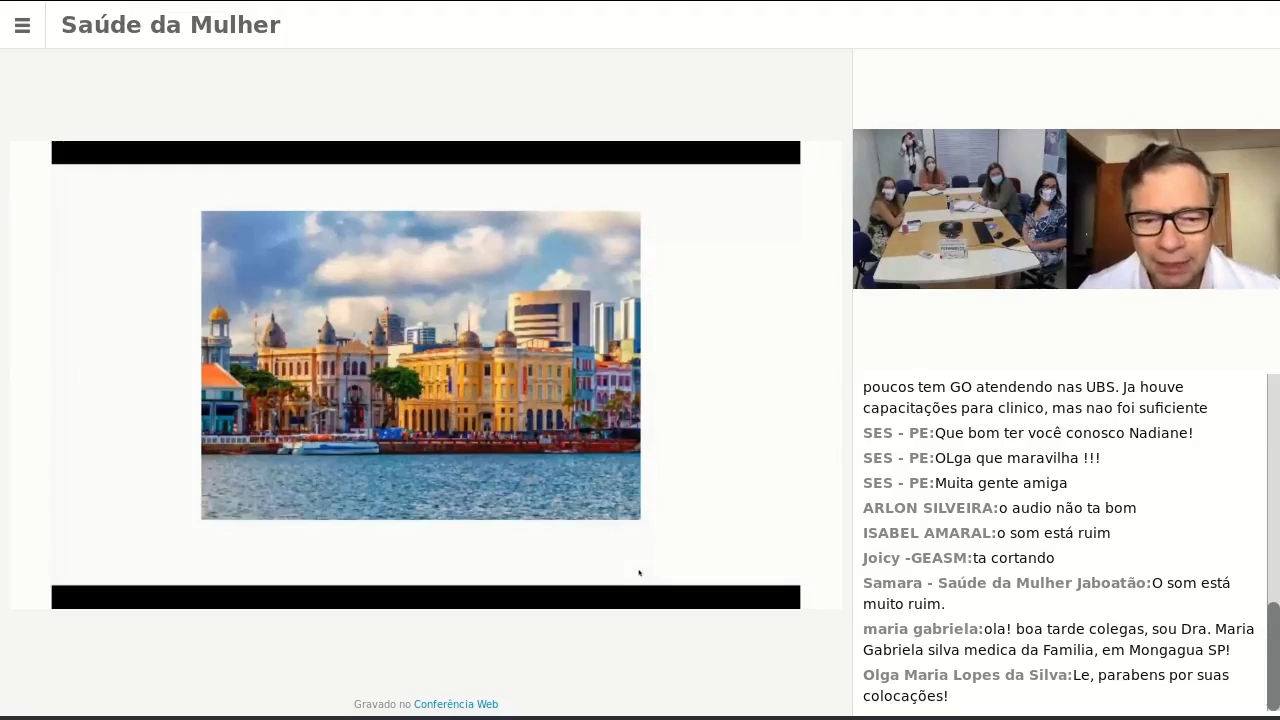 Saúde da Mulher
poucos tem GO atendendo nas UBS. Ja houve
capacitações para clinico, mas nao foi suficiente
SES - PE:Que bom ter você conosco Nadiane!
SES - PE:OLga que maravilha !!!
SES - PE:Muita gente amiga
ARLON SILVEIRA:o audio não ta bom
ISABEL AMARAL:o som está ruim
Joicy -GEASM:ta cortando
Samara - Saúde da Mulher Jaboatão:O som está
muito ruim.
maria gabriela:ola! boa tarde colegas, sou Dra. Maria
Gabriela silva medica da Familia, em Mongagua SP!
Olga Maria Lopes da Silva:Le, parabens por suas
colocações!
Gravado no Conferência Web